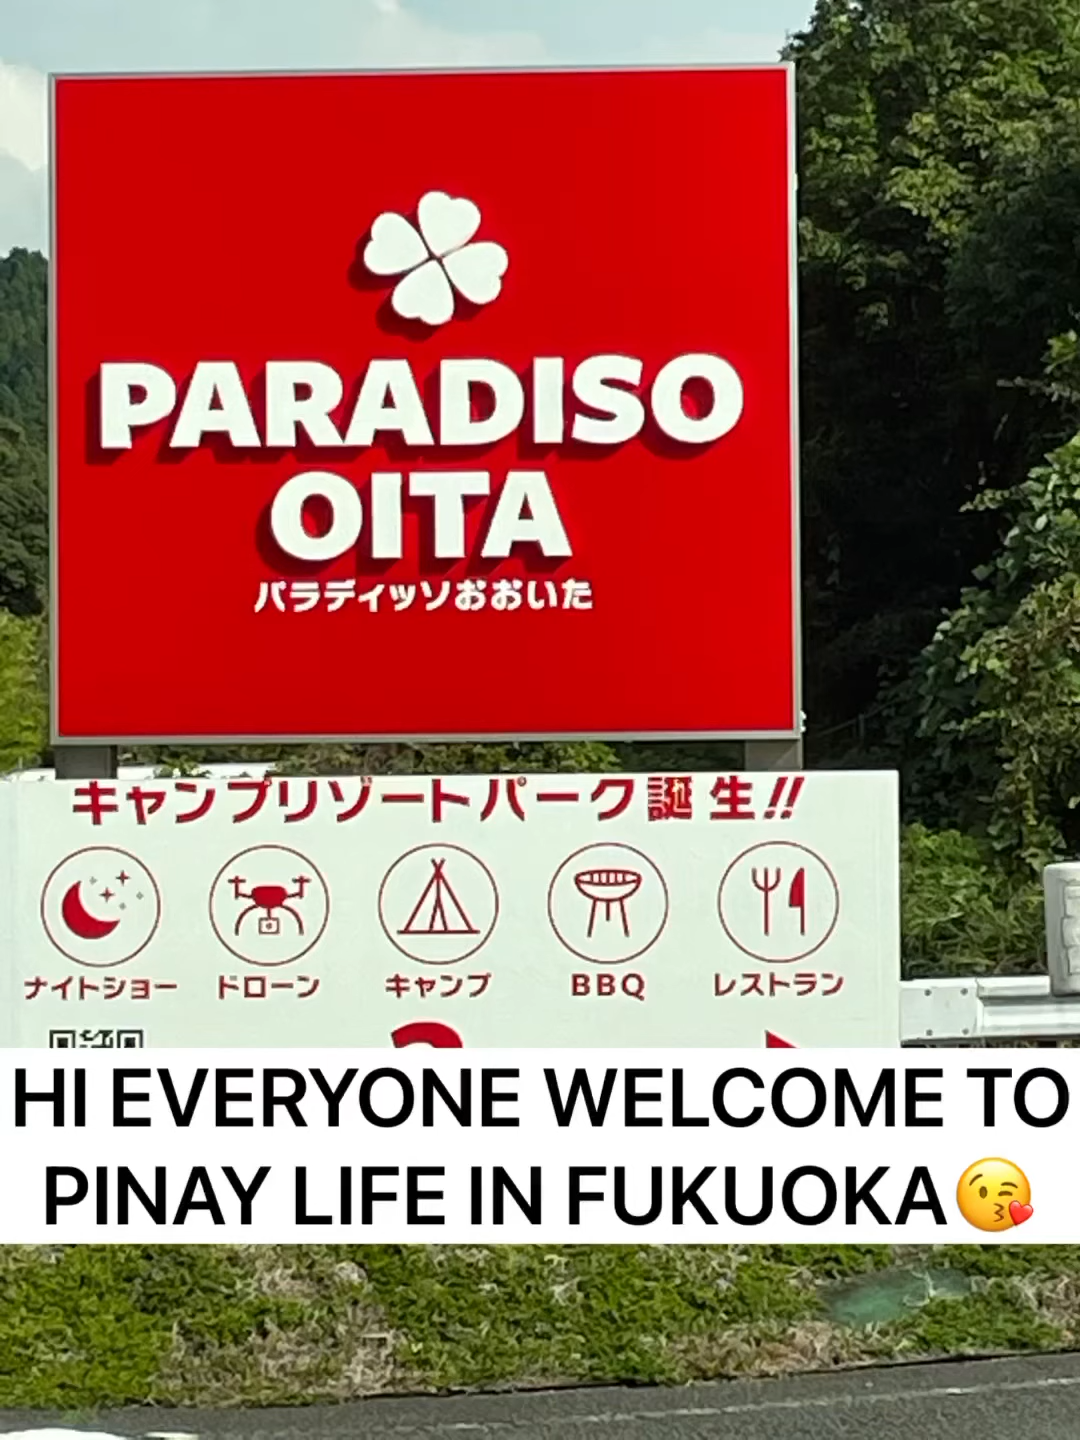 PARADISO
OITA
パラディッソおおいた
キャンプリゾートパーク誕生!!
ナイトショー ドローン キャンプ BBQ レストラン
HI EVERYONE WELCOME TO
PINAY LIFE IN FUKUOKA😘